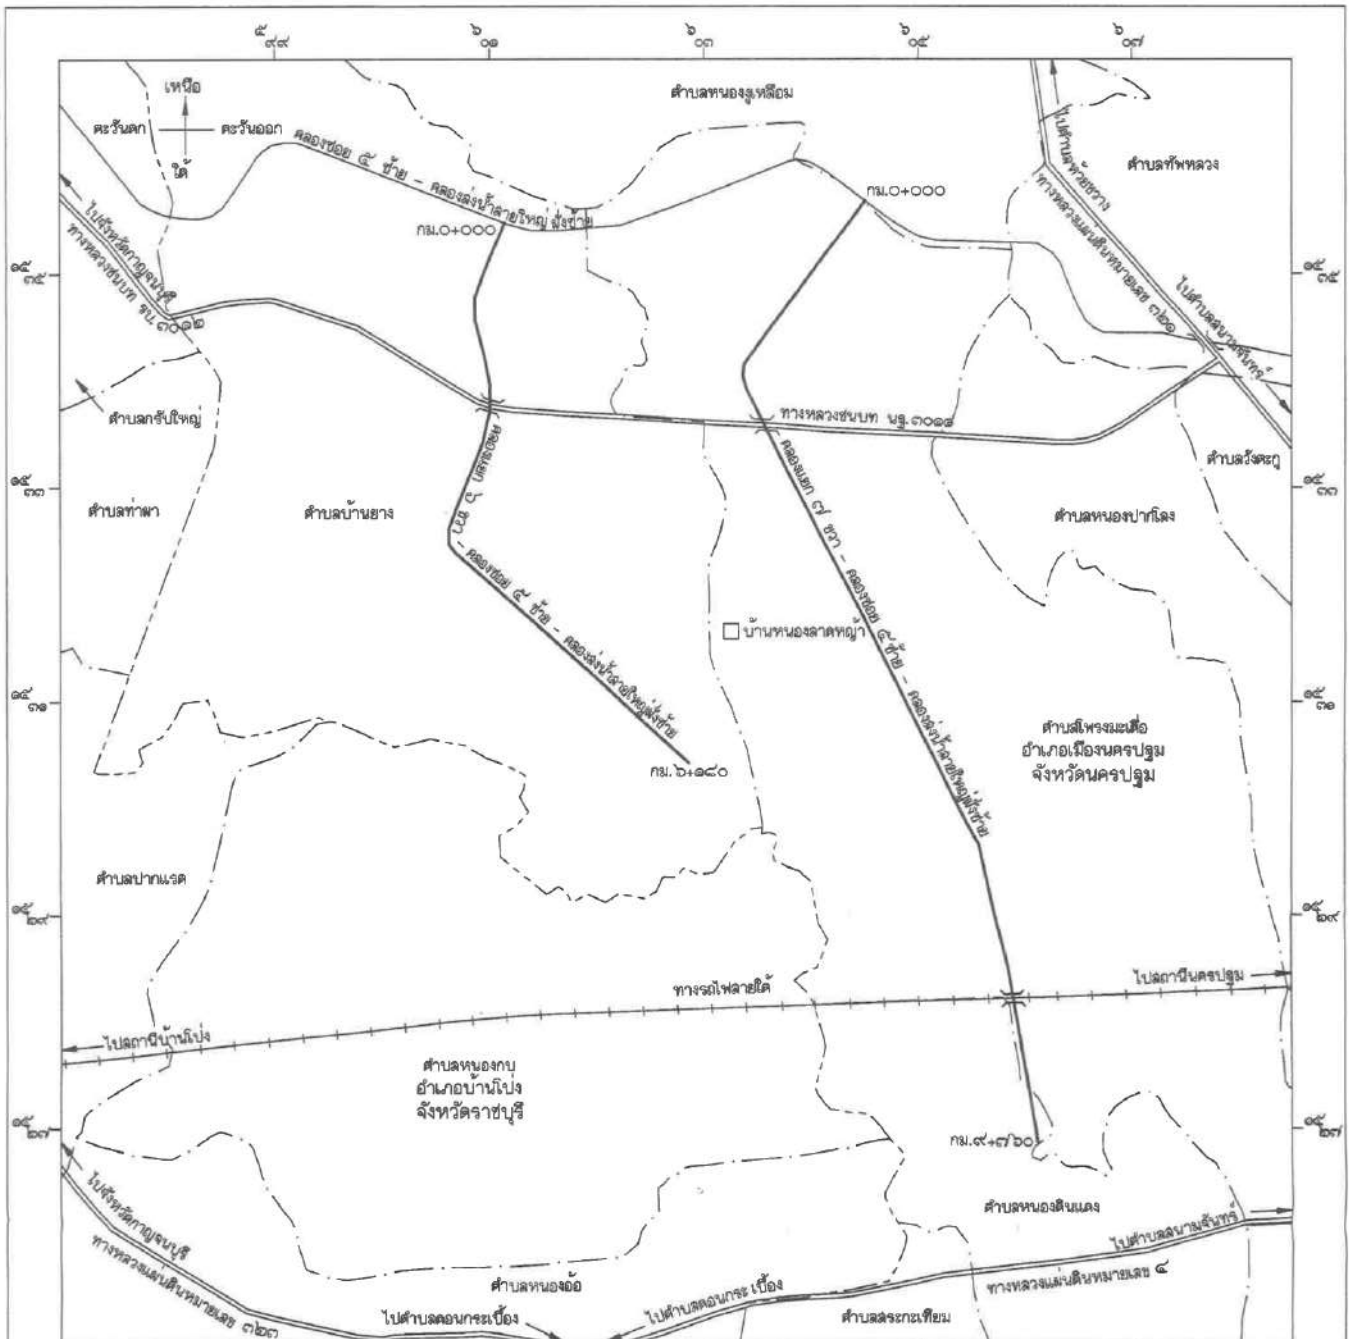 ๕๙๙
๖๐๑
๖๐๓
๖๐๕
๖๐๗
เหนือ
ตะวันตก
ตะวันออก
ใต้
ตำบลหนองงูเหลือม
ตำบลทัพหลวง
คลองซอย ๕ ซ้าย - คลองส่งน้ำสายใหญ่ฝั่งซ้าย
กม.๐+๐๐๐
กม.๐+๐๐๐
ไปตำบลห้วยขวาง
ทางหลวงแผ่นดินหมายเลข ๓๒๑
ไปตำบลสนามจันทร์
ไปจังหวัดกาญจนบุรี
ทางหลวงชนบท รบ. ๓๐๑๒
๑๕๓๕
๑๕๓๕
ตำบลกรับใหญ่
ทางหลวงชนบท นฐ.๓๐๑๑
ตำบลวังตะกู
๑๕๓๓
๑๕๓๓
ตำบลท่าผา
ตำบลบ้านยาง
ตำบลหนองปากโลง
คลองแยก ๖ ขวา - คลองซอย ๕ ซ้าย - คลองส่งน้ำสายใหญ่ฝั่งซ้าย
คลองแยก ๗ ขวา - คลองซอย ๕ ซ้าย - คลองส่งน้ำสายใหญ่ฝั่งซ้าย
บ้านหนองลาดหญ้า
๑๕๓๑
๑๕๓๑
ตำบลโพรงมะเดื่อ
อำเภอเมืองนครปฐม
จังหวัดนครปฐม
กม.๖+๑๘๐
ตำบลปากแรต
๑๕๒๙
๑๕๒๙
ทางรถไฟสายใต้
ไปสถานีนครปฐม
ไปสถานีบ้านโป่ง
ตำบลหนองกบ
อำเภอบ้านโป่ง
จังหวัดราชบุรี
๑๕๒๗
๑๕๒๗
กม.๙+๗๖๐
ไปจังหวัดกาญจนบุรี
ทางหลวงแผ่นดินหมายเลข ๓๒๓
ตำบลหนองดินแดง
ไปตำบลสนามจันทร์
ทางหลวงแผ่นดินหมายเลข ๔
ตำบลหนองอ้อ
ไปตำบลดอนกระเบื้อง
ไปตำบลดอนกระเบื้อง
ตำบลสระกะเทียม